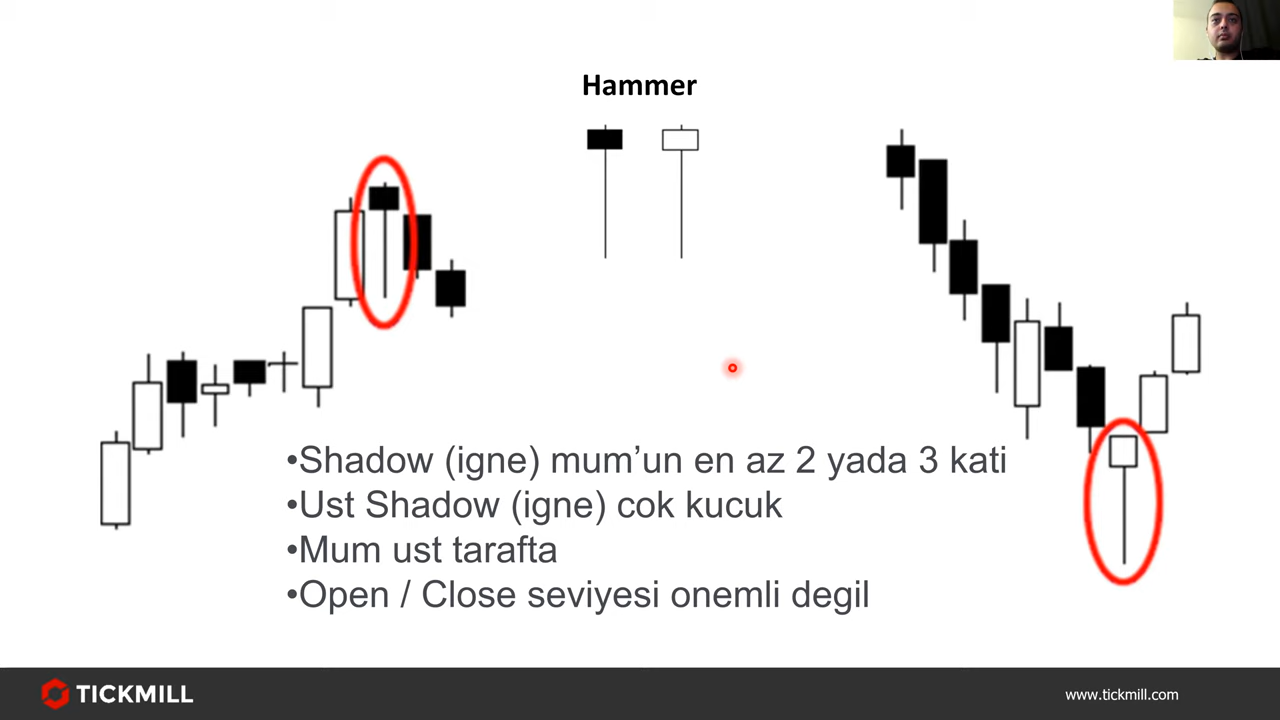 Hammer
•Shadow (igne) mum’un en az 2 yada 3 kati
•Ust Shadow (igne) cok kucuk
•Mum ust tarafta
•Open / Close seviyesi onemli degil
TICKMILL
www.tickmill.com